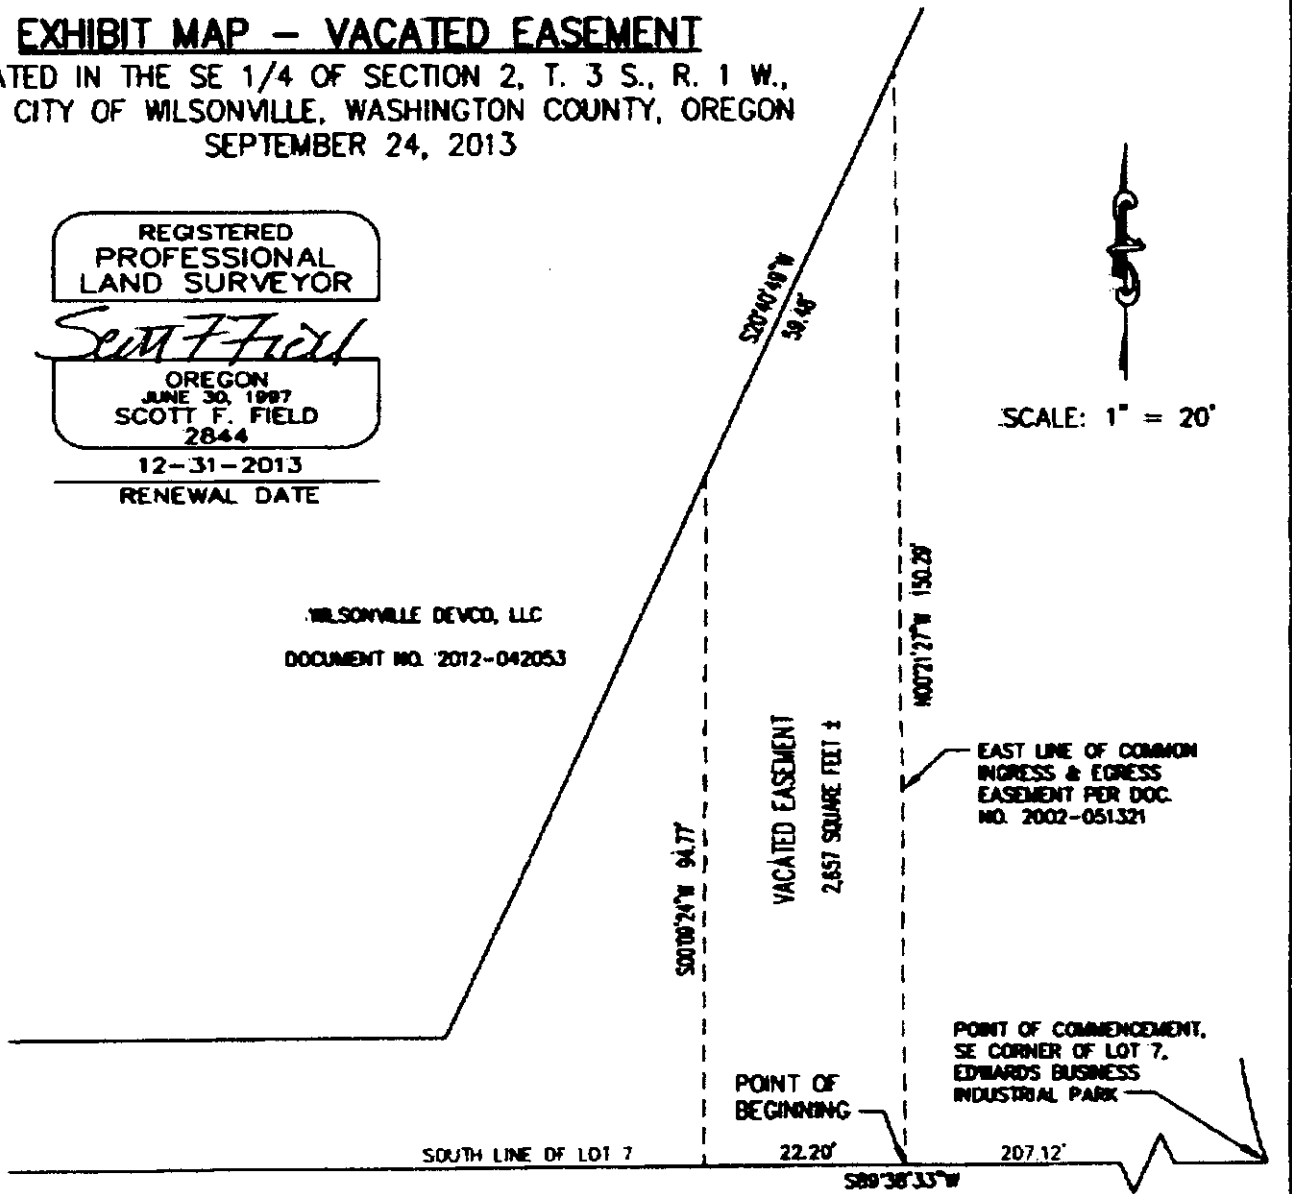 EXHIBIT MAP – VACATED EASEMENT
ATED IN THE SE 1/4 OF SECTION 2, T. 3 S., R. 1 W.,
CITY OF WILSONVILLE, WASHINGTON COUNTY, OREGON
SEPTEMBER 24, 2013
REGISTERED
PROFESSIONAL
LAND SURVEYOR
Scott F Field
OREGON
JUNE 30, 1997
SCOTT F. FIELD
2844
12-31-2013
RENEWAL DATE
S20°40'49"W
59.48'
SCALE: 1" = 20'
WILSONVILLE DEVCO, LLC
DOCUMENT NO. 2012-042053
N00°21'27"W 150.29'
VACATED EASEMENT
2,657 SQUARE FEET ±
EAST LINE OF COMMON
INGRESS & EGRESS
EASEMENT PER DOC.
NO. 2002-051321
S00°09'24"W 94.77'
POINT OF COMMENCEMENT,
SE CORNER OF LOT 7,
EDWARDS BUSINESS
INDUSTRIAL PARK
POINT OF
BEGINNING
SOUTH LINE OF LOT 7
22.20'
207.12'
S89°38'33"W